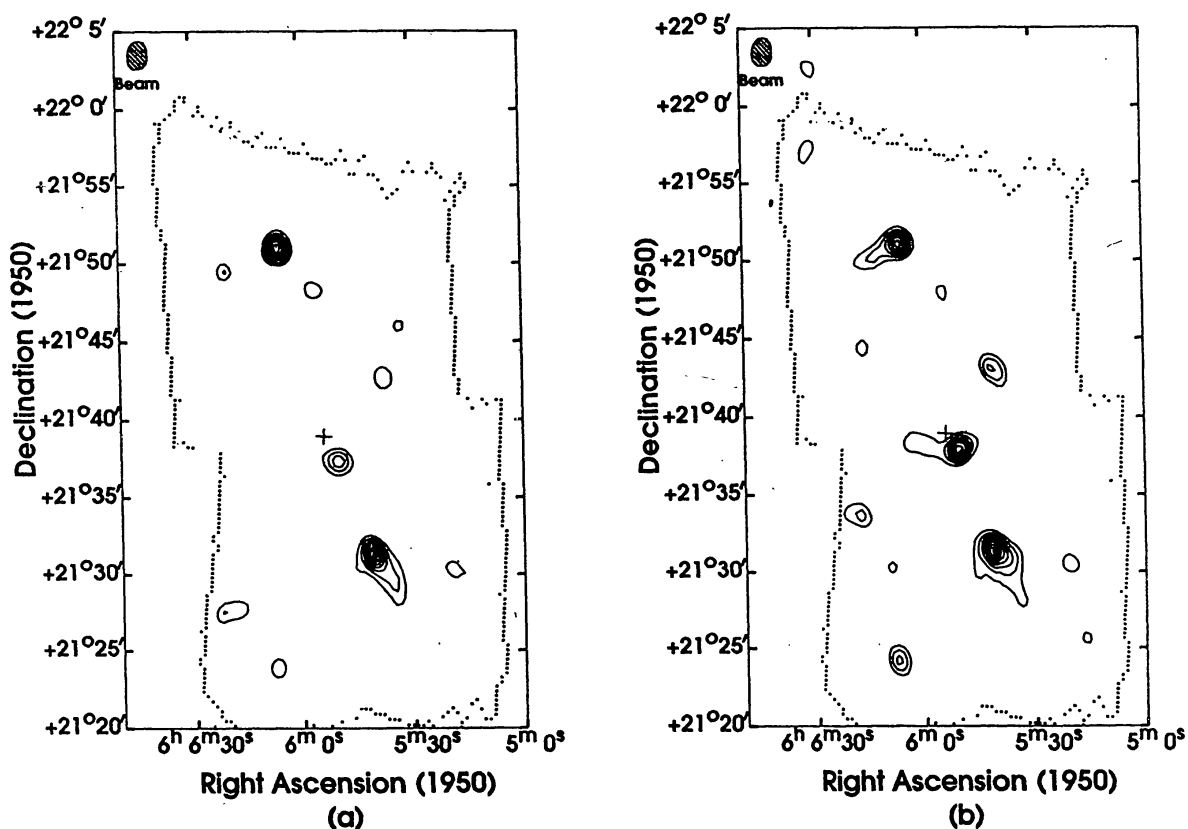 +22° 5′
Beam
+22° 0′
+21° 55′
+21° 50′
+21° 45′
+21° 40′
+21° 35′
+21° 30′
+21° 25′
+21° 20′
Declination (1950)
6ʰ 6ᵐ30ˢ 6ᵐ 0ˢ 5ᵐ30ˢ 5ᵐ 0ˢ
Right Ascension (1950)
(a)
+22° 5′
Beam
+22° 0′
+21° 55′
+21° 50′
+21° 45′
+21° 40′
+21° 35′
+21° 30′
+21° 25′
+21° 20′
Declination (1950)
6ʰ 6ᵐ30ˢ 6ᵐ 0ˢ 5ᵐ30ˢ 5ᵐ 0ˢ
Right Ascension (1950)
(b)